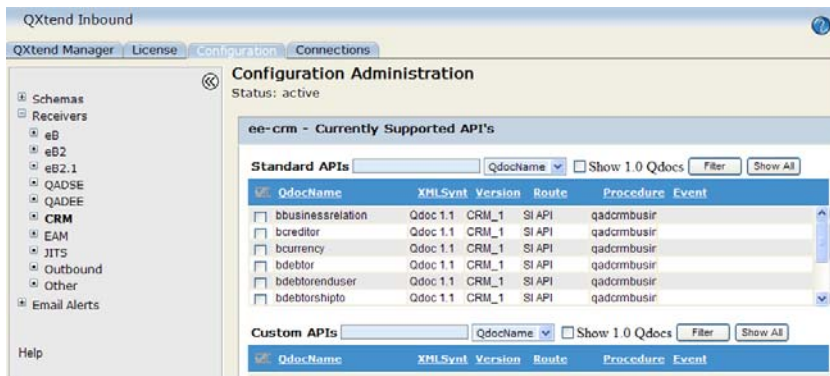 QXtend Inbound
QXtend Manager License Configuration Connections
Schemas
Receivers
eB
eB2
eB2.1
QADSE
QADEE
CRM
EAM
JITS
Outbound
Other
Email Alerts
Help
Configuration Administration
Status: active
ee-crm - Currently Supported API's
Standard APIs QdocName Show 1.0 Qdocs Filter Show All
QdocName XMLSynt Version Route Procedure Event
bbusinessrelation Qdoc 1.1 CRM_1 SI API qadcrmbusir
bcreditor Qdoc 1.1 CRM_1 SI API qadcrmbusir
bcurrency Qdoc 1.1 CRM_1 SI API qadcrmbusir
bdebtor Qdoc 1.1 CRM_1 SI API qadcrmbusir
bdebtorenduser Qdoc 1.1 CRM_1 SI API qadcrmbusir
bdebtorshipto Qdoc 1.1 CRM_1 SI API qadcrmbusir
Custom APIs QdocName Show 1.0 Qdocs Filter Show All
QdocName XMLSynt Version Route Procedure Event